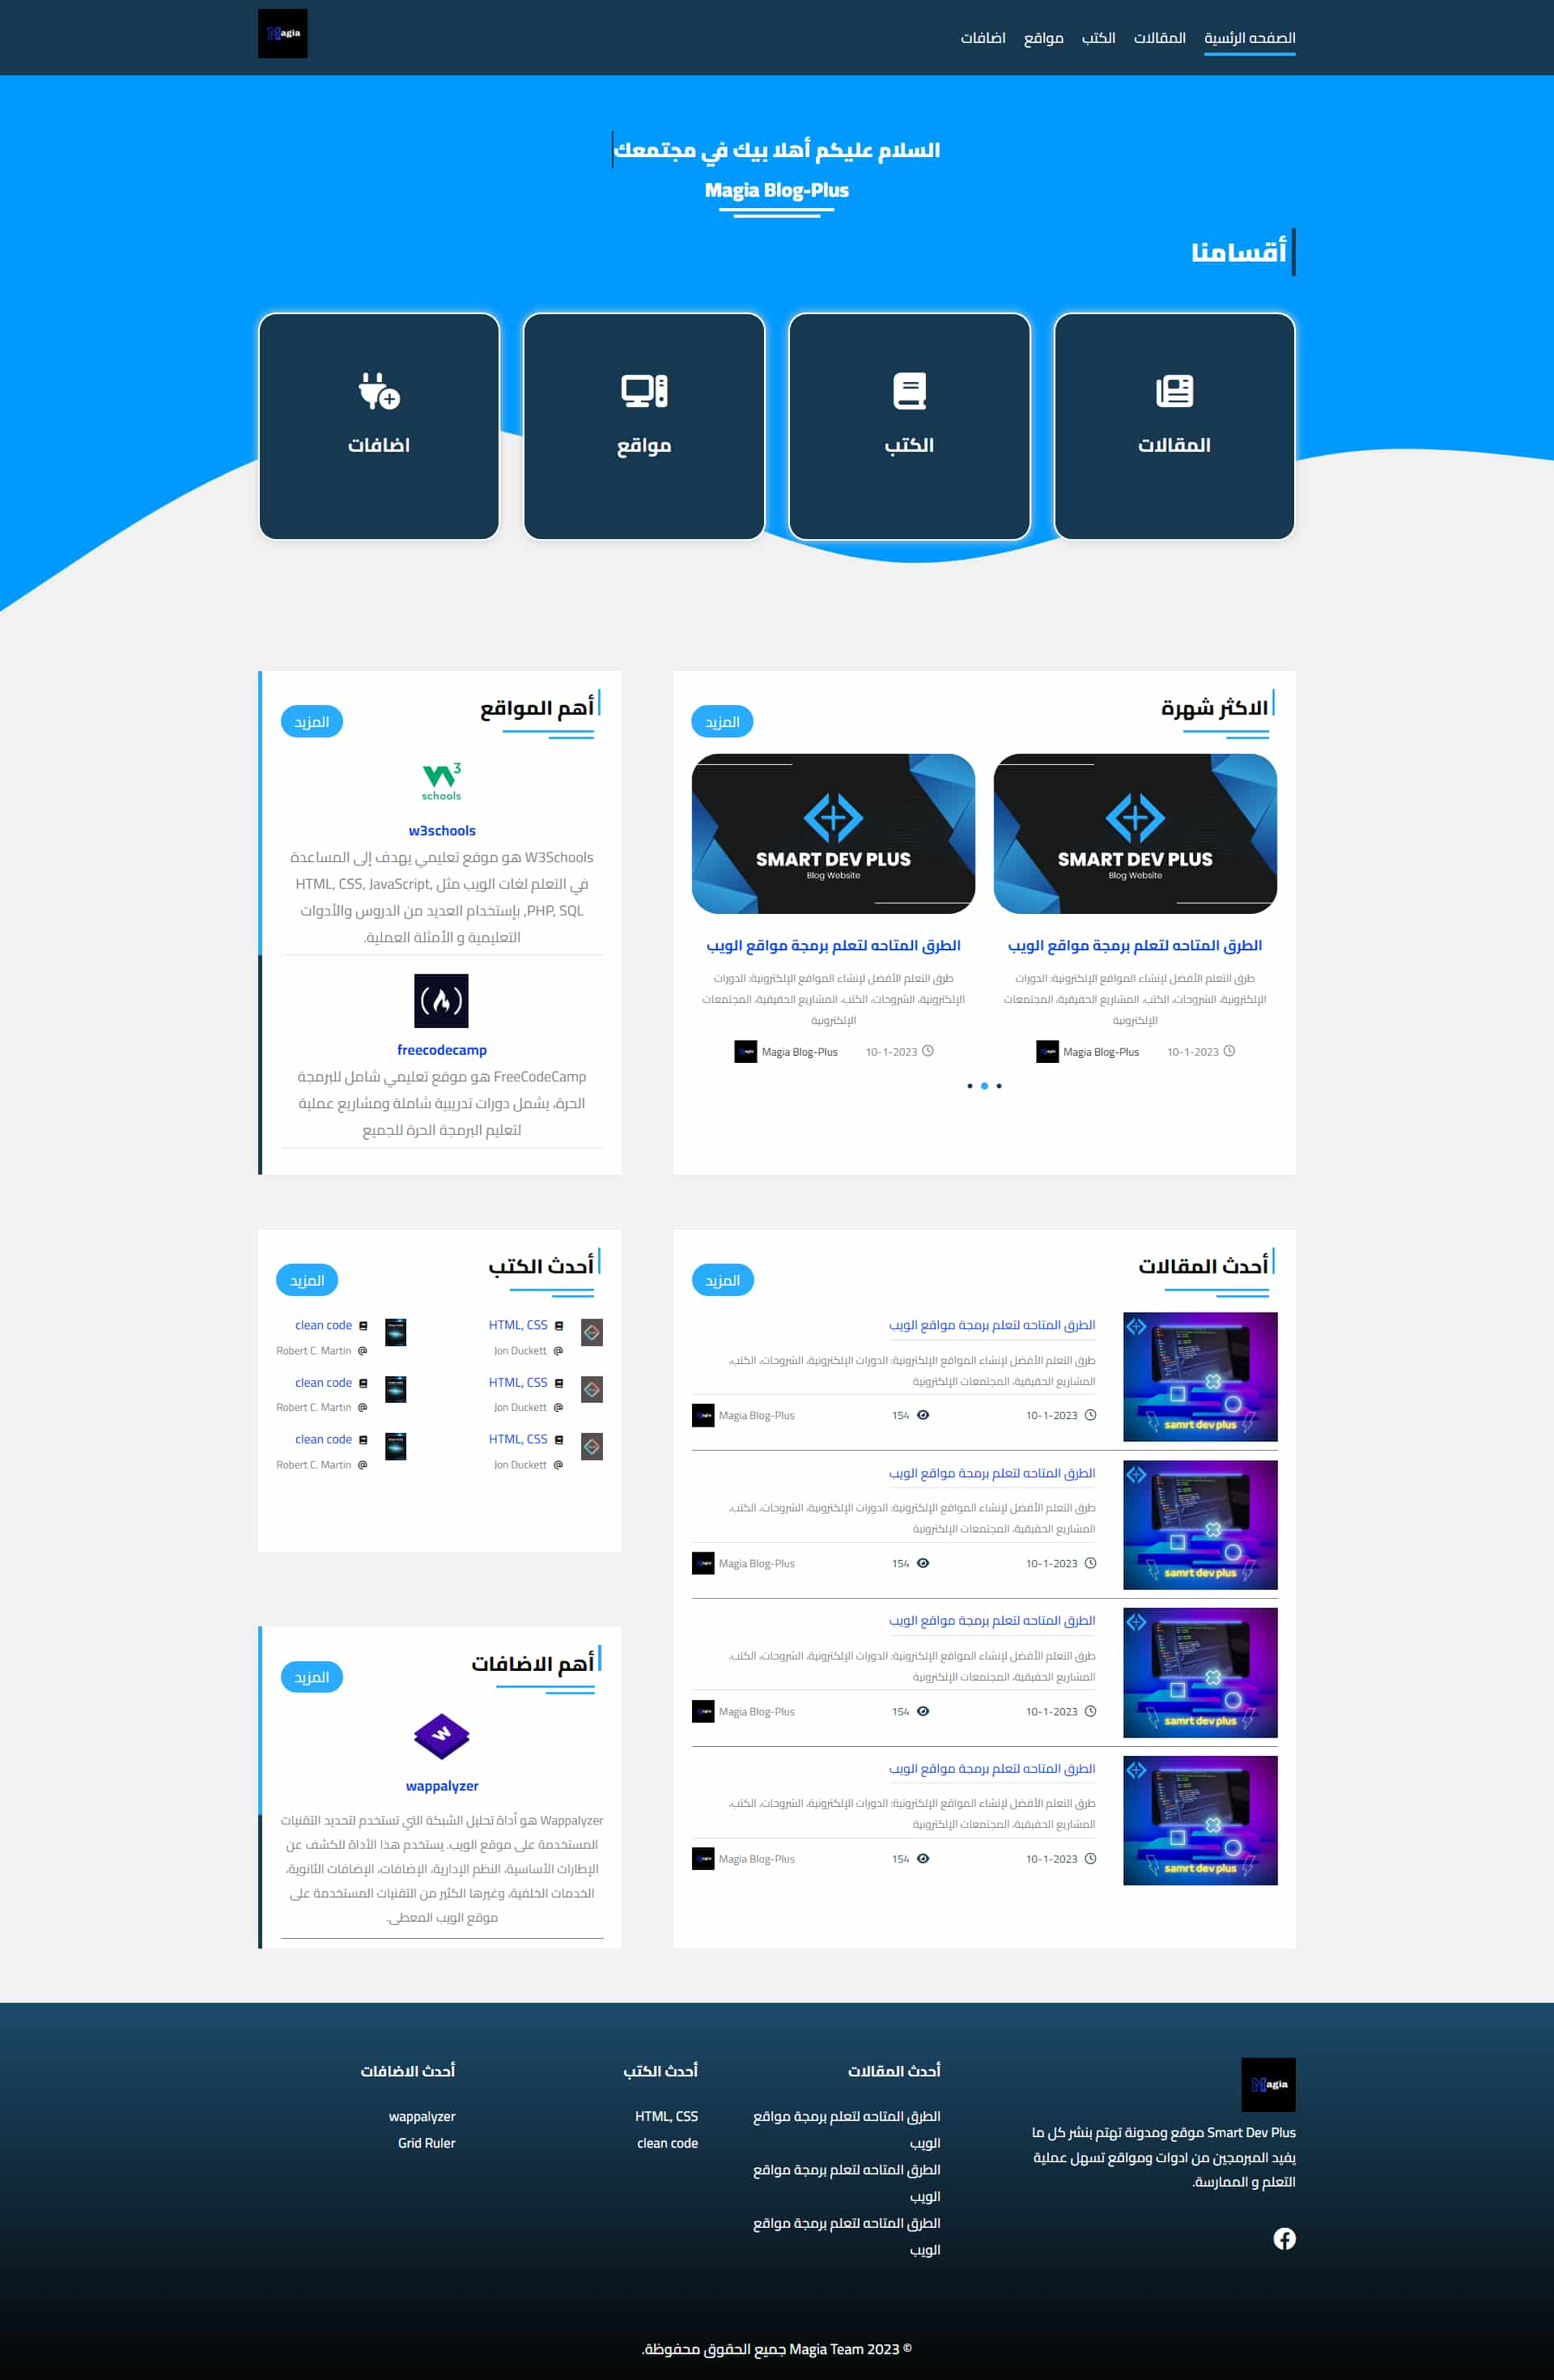 الصفحه الرئسية
المقالات
الكتب
مواقع
اضافات
Magia
السلام عليكم أهلا بيك في مجتمعك
Magia Blog-Plus
أقسامنا
المقالات
الكتب
مواقع
اضافات
الاكثر شهرة
المزيد
SMART DEV PLUS
Blog Website
الطرق المتاحه لتعلم برمجة مواقع الويب
طرق التعلم الأفضل لإنشاء المواقع الإلكترونية: الدورات
الإلكترونية، الشروحات، الكتب، المشاريع الحقيقية، المجتمعات
الإلكترونية
10-1-2023
Magia Blog-Plus
SMART DEV PLUS
Blog Website
الطرق المتاحه لتعلم برمجة مواقع الويب
طرق التعلم الأفضل لإنشاء المواقع الإلكترونية: الدورات
الإلكترونية، الشروحات، الكتب، المشاريع الحقيقية، المجتمعات
الإلكترونية
10-1-2023
Magia Blog-Plus
أهم المواقع
المزيد
W3
schools
w3schools
W3Schools هو موقع تعليمي يهدف إلى المساعدة
في التعلم لغات الويب مثل HTML, CSS, JavaScript,
PHP, SQL, بإستخدام العديد من الدروس والأدوات
التعليمية و الأمثلة العملية.
freecodecamp
FreeCodeCamp هو موقع تعليمي شامل للبرمجة
الحرة، يشمل دورات تدريبية شاملة ومشاريع عملية
لتعليم البرمجة الحرة للجميع
أحدث المقالات
المزيد
samrt dev plus
الطرق المتاحه لتعلم برمجة مواقع الويب
طرق التعلم الأفضل لإنشاء المواقع الإلكترونية: الدورات الإلكترونية، الشروحات، الكتب،
المشاريع الحقيقية، المجتمعات الإلكترونية
10-1-2023
154
Magia Blog-Plus
samrt dev plus
الطرق المتاحه لتعلم برمجة مواقع الويب
طرق التعلم الأفضل لإنشاء المواقع الإلكترونية: الدورات الإلكترونية، الشروحات، الكتب،
المشاريع الحقيقية، المجتمعات الإلكترونية
10-1-2023
154
Magia Blog-Plus
samrt dev plus
الطرق المتاحه لتعلم برمجة مواقع الويب
طرق التعلم الأفضل لإنشاء المواقع الإلكترونية: الدورات الإلكترونية، الشروحات، الكتب،
المشاريع الحقيقية، المجتمعات الإلكترونية
10-1-2023
154
Magia Blog-Plus
samrt dev plus
الطرق المتاحه لتعلم برمجة مواقع الويب
طرق التعلم الأفضل لإنشاء المواقع الإلكترونية: الدورات الإلكترونية، الشروحات، الكتب،
المشاريع الحقيقية، المجتمعات الإلكترونية
10-1-2023
154
Magia Blog-Plus
أحدث الكتب
المزيد
HTML, CSS
Jon Duckett
clean code
Robert C. Martin
HTML, CSS
Jon Duckett
clean code
Robert C. Martin
HTML, CSS
Jon Duckett
clean code
Robert C. Martin
أهم الاضافات
المزيد
W
wappalyzer
Wappalyzer هو أداة تحليل الشبكة التي تستخدم لتحديد التقنيات
المستخدمة على موقع الويب. يستخدم هذا الأداة للكشف عن
الإطارات الأساسية، النظم الإدارية، الإضافات، الإضافات الثانوية،
الخدمات الخلفية، وغيرها الكثير من التقنيات المستخدمة على
موقع الويب المعطى.
Magia
Smart Dev Plus موقع ومدونة تهتم بنشر كل ما
يفيد المبرمجين من ادوات ومواقع تسهل عملية
التعلم و الممارسة.
أحدث المقالات
الطرق المتاحه لتعلم برمجة مواقع
الويب
الطرق المتاحه لتعلم برمجة مواقع
الويب
الطرق المتاحه لتعلم برمجة مواقع
الويب
أحدث الكتب
HTML, CSS
clean code
أحدث الاضافات
wappalyzer
Grid Ruler
© 2023 Magia Team جميع الحقوق محفوظة.